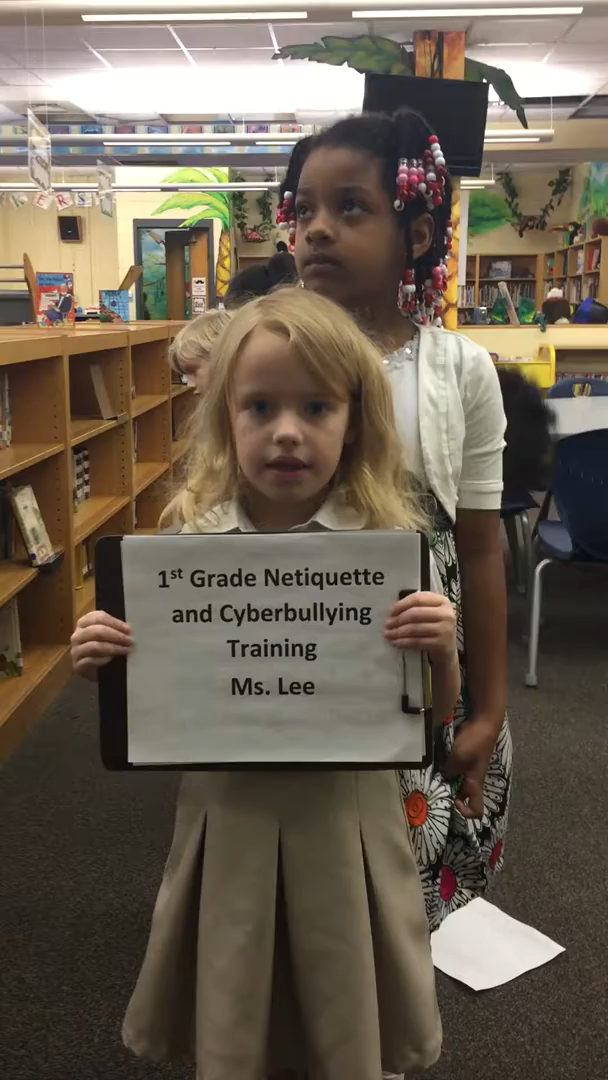 1st Grade Netiquette
and Cyberbullying
Training
Ms. Lee